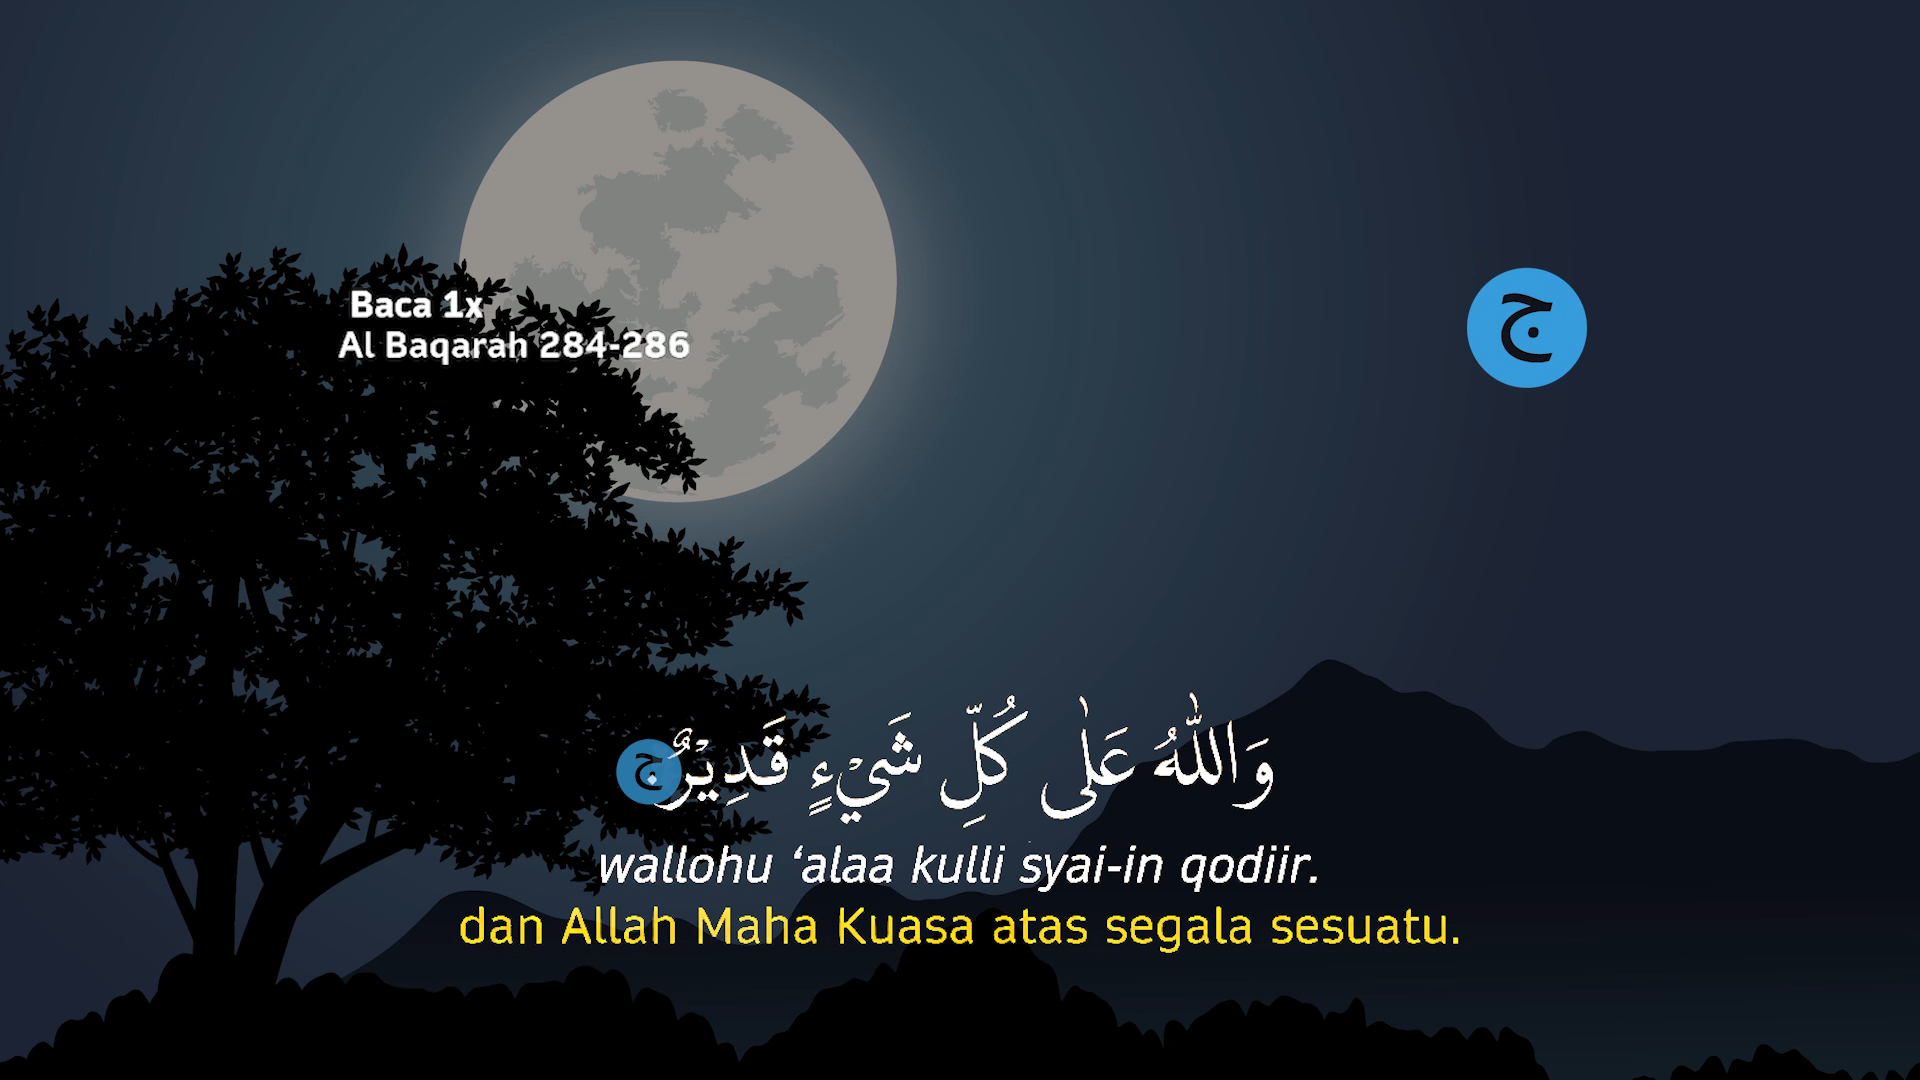 Baca 1x
Al Baqarah 284-286
ج
وَاللّٰهُ عَلٰى كُلِّ شَيْءٍ قَدِيْرٌ ج
wallohu ‘alaa kulli syai-in qodiir.
dan Allah Maha Kuasa atas segala sesuatu.